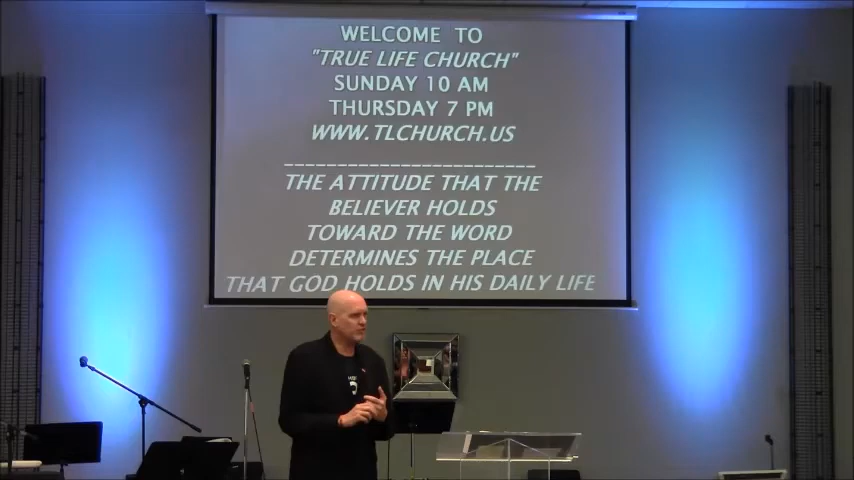 WELCOME TO
"TRUE LIFE CHURCH"
SUNDAY 10 AM
THURSDAY 7 PM
WWW.TLCHURCH.US
_________________________
THE ATTITUDE THAT THE
BELIEVER HOLDS
TOWARD THE WORD
DETERMINES THE PLACE
THAT GOD HOLDS IN HIS DAILY LIFE